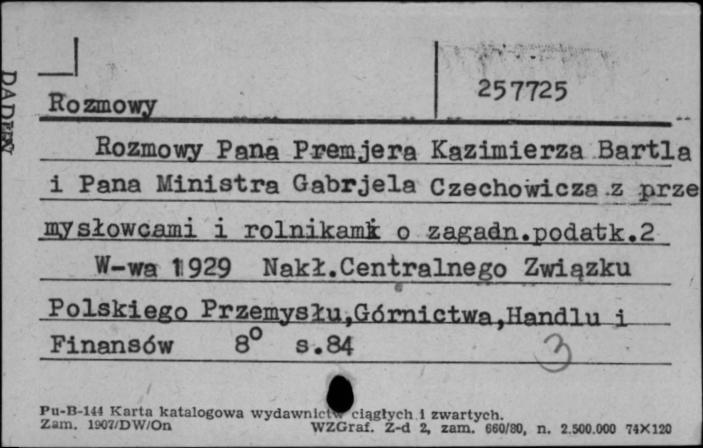 257725
Rozmowy
Rozmowy Pana Premjera Kazimierza Bartla
i Pana Ministra Gabrjela Czechowicza z prze
mysłowcami i rolnikami o zagadn.podatk.2
W-wa 1929 Nakł.Centralnego Związku
Polskiego Przemysłu,Górnictwa,Handlu i
Finansów 8° s.84
3
Pu-B-144 Karta katalogowa wydawnictw ciągłych i zwartych.
Zam. 1907/DW/On WZGraf. Z-d 2, zam. 660/80, n. 2.500.000 74X120